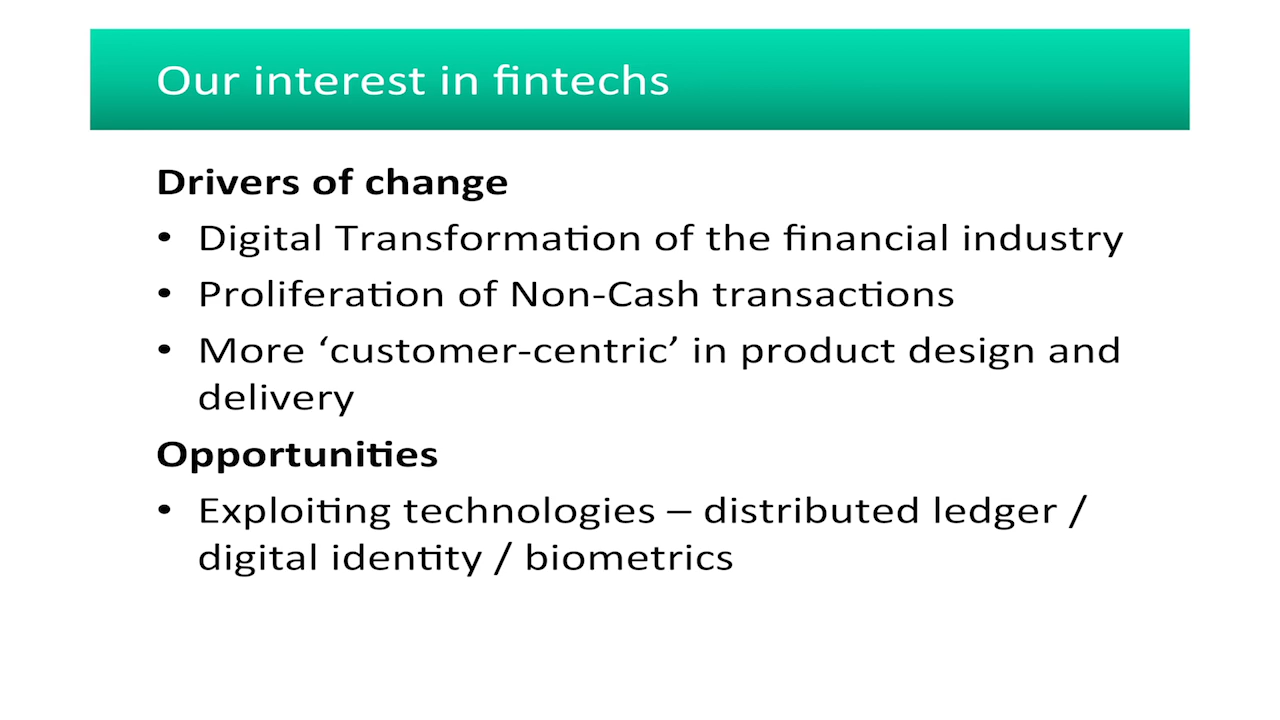 Our interest in fintechs
Drivers of change
• Digital Transformation of the financial industry
• Proliferation of Non-Cash transactions
• More ‘customer-centric’ in product design and
delivery
Opportunities
• Exploiting technologies – distributed ledger /
digital identity / biometrics